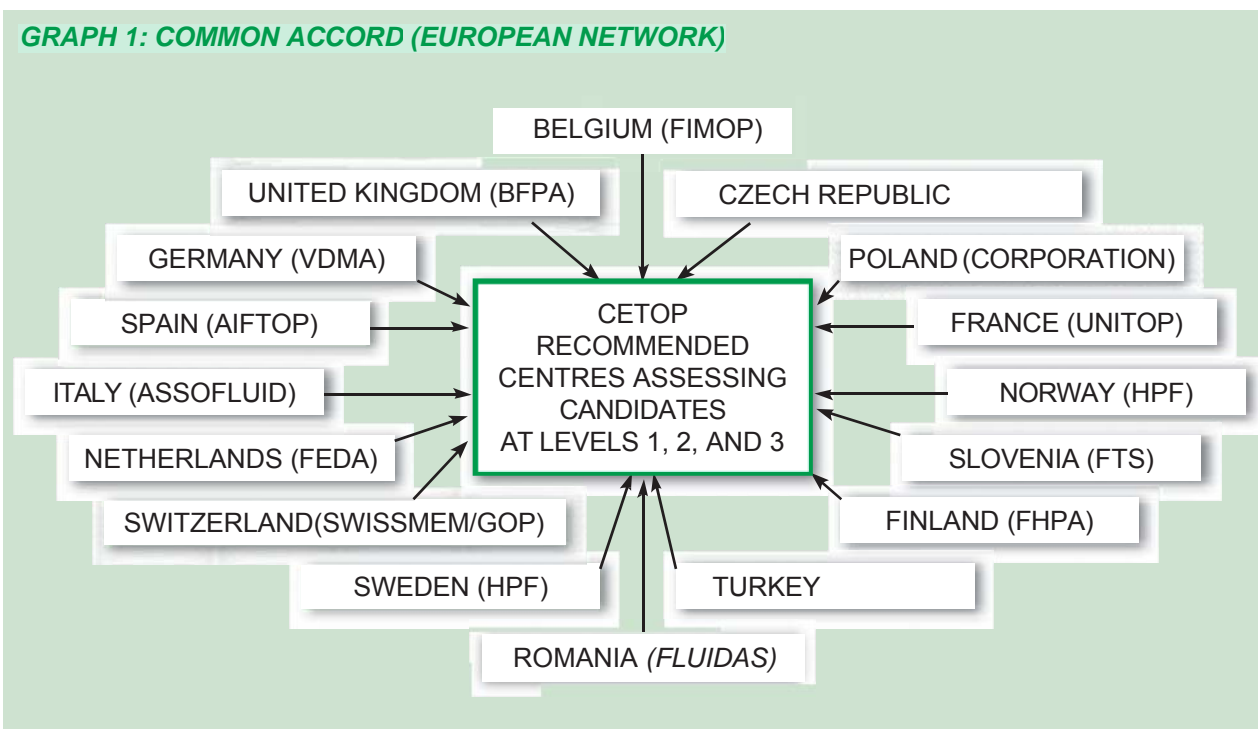 GRAPH 1: COMMON ACCORD (EUROPEAN NETWORK)
BELGIUM (FIMOP)
UNITED KINGDOM (BFPA)
CZECH REPUBLIC
GERMANY (VDMA)
POLAND (CORPORATION)
SPAIN (AIFTOP)
FRANCE (UNITOP)
ITALY (ASSOFLUID)
NORWAY (HPF)
NETHERLANDS (FEDA)
SLOVENIA (FTS)
SWITZERLAND(SWISSMEM/GOP)
FINLAND (FHPA)
SWEDEN (HPF)
TURKEY
ROMANIA (FLUIDAS)
CETOP
RECOMMENDED
CENTRES ASSESSING
CANDIDATES
AT LEVELS 1, 2, AND 3